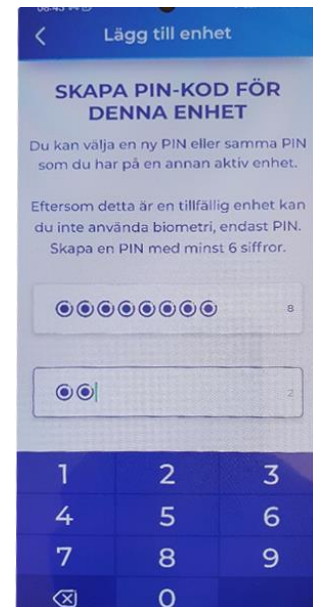 Lägg till enhet
SKAPA PIN-KOD FÖR
DENNA ENHET
Du kan välja en ny PIN eller samma PIN
som du har på en annan aktiv enhet.
Eftersom detta är en tillfällig enhet kan
du inte använda biometri, endast PIN.
Skapa en PIN med minst 6 siffror.
8
2
1 2 3
4 5 6
7 8 9
0